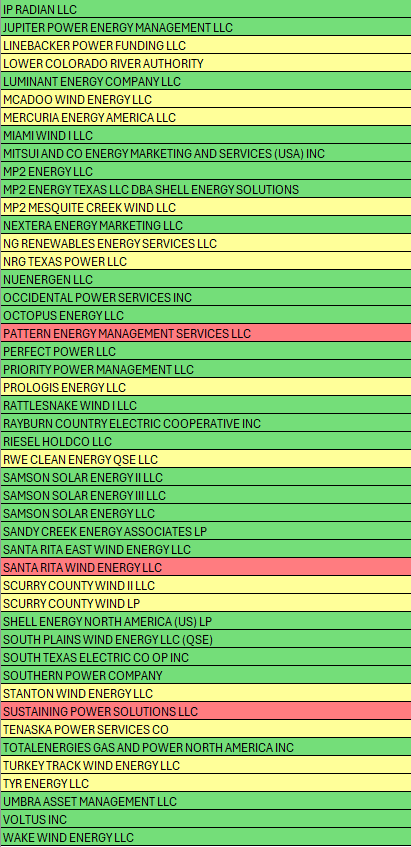 IP RADIAN LLC
JUPITER POWER ENERGY MANAGEMENT LLC
LINEBACKER POWER FUNDING LLC
LOWER COLORADO RIVER AUTHORITY
LUMINANT ENERGY COMPANY LLC
MCADOO WIND ENERGY LLC
MERCURIA ENERGY AMERICA LLC
MIAMI WIND I LLC
MITSUI AND CO ENERGY MARKETING AND SERVICES (USA) INC
MP2 ENERGY LLC
MP2 ENERGY TEXAS LLC DBA SHELL ENERGY SOLUTIONS
MP2 MESQUITE CREEK WIND LLC
NEXTERA ENERGY MARKETING LLC
NG RENEWABLES ENERGY SERVICES LLC
NRG TEXAS POWER LLC
NUENERGEN LLC
OCCIDENTAL POWER SERVICES INC
OCTOPUS ENERGY LLC
PATTERN ENERGY MANAGEMENT SERVICES LLC
PERFECT POWER LLC
PRIORITY POWER MANAGEMENT LLC
PROLOGIS ENERGY LLC
RATTLESNAKE WIND I LLC
RAYBURN COUNTRY ELECTRIC COOPERATIVE INC
RIESEL HOLDCO LLC
RWE CLEAN ENERGY QSE LLC
SAMSON SOLAR ENERGY II LLC
SAMSON SOLAR ENERGY III LLC
SAMSON SOLAR ENERGY LLC
SANDY CREEK ENERGY ASSOCIATES LP
SANTA RITA EAST WIND ENERGY LLC
SANTA RITA WIND ENERGY LLC
SCURRY COUNTY WIND II LLC
SCURRY COUNTY WIND LP
SHELL ENERGY NORTH AMERICA (US) LP
SOUTH PLAINS WIND ENERGY LLC (QSE)
SOUTH TEXAS ELECTRIC CO OP INC
SOUTHERN POWER COMPANY
STANTON WIND ENERGY LLC
SUSTAINING POWER SOLUTIONS LLC
TENASKA POWER SERVICES CO
TOTALENERGIES GAS AND POWER NORTH AMERICA INC
TURKEY TRACK WIND ENERGY LLC
TYR ENERGY LLC
UMBRA ASSET MANAGEMENT LLC
VOLTUS INC
WAKE WIND ENERGY LLC